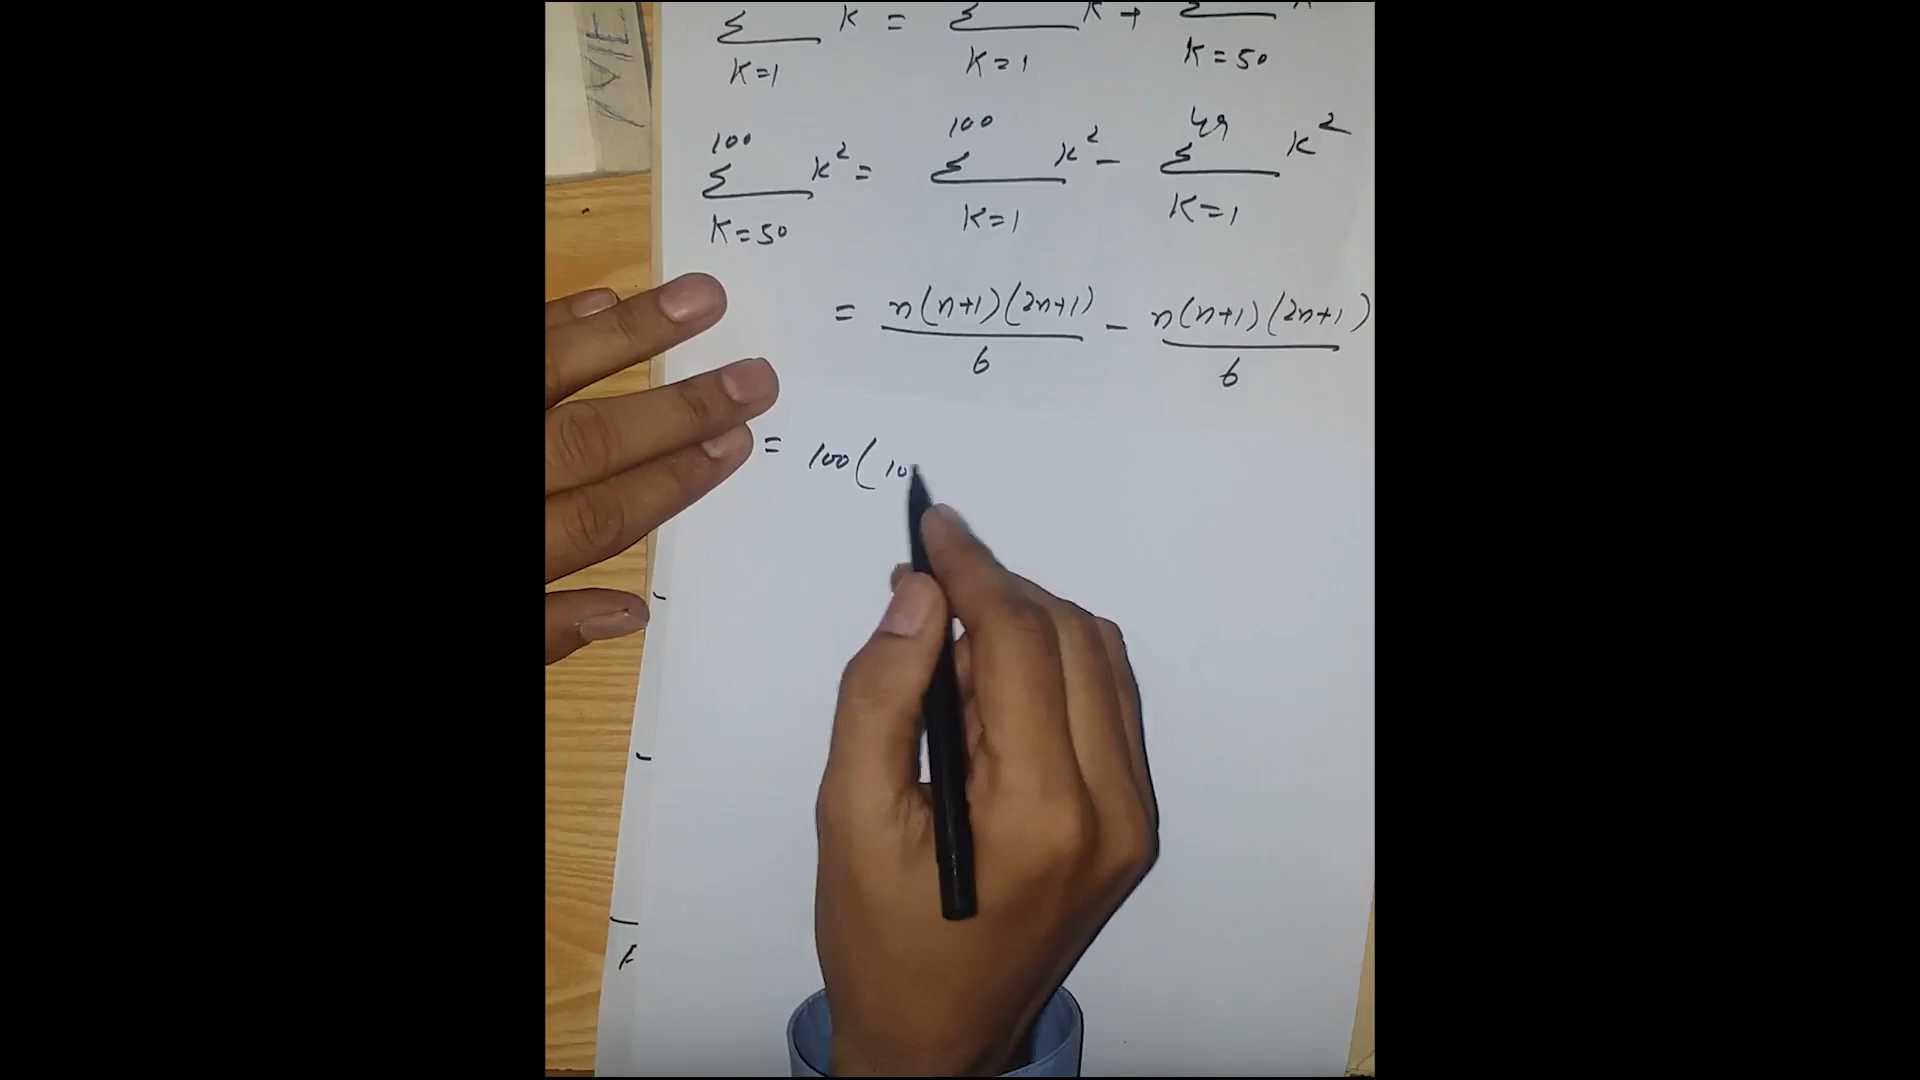 Σ k = Σ k + Σ
K=1 K=1 K=50
100 100 49
Σ k² = Σ k² - Σ k²
K=50 K=1 K=1
= n(n+1)(2n+1) - n(n+1)(2n+1)
6 6
= 100(10